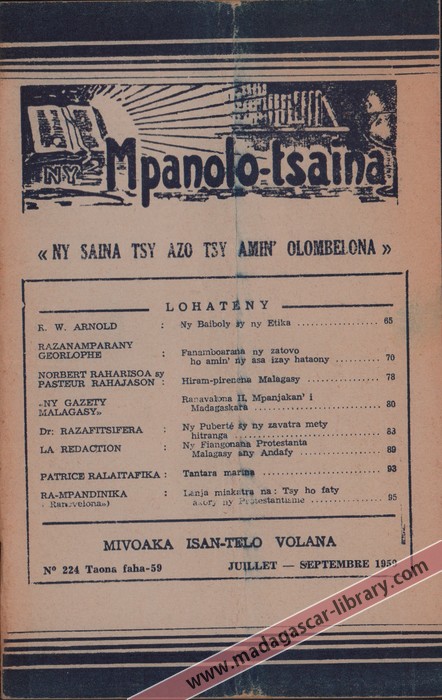 NY Mpanolo-tsaina
« NY SAINA TSY AZO TSY AMIN' OLOMBELONA »
LOHATENY
K. W. ARNOLD : Ny Baiboly sy ny Etika ................ 65
RAZANAMPARANY
GEORLOPHE : Fanamboarana ny zatovo
ho amin' ny asa izay hataony ......... 70
NORBERT RAHARISOA sy
PASTEUR RAHAJASON : Hiram-pirenena Malagasy ............ 78
«NY GAZETY
MALAGASY» : Ranavalona II, Mpanjakan' i
Madagaskara ............ 80
Dr: RAZAFITSIFERA : Ny Puberté sy ny zavatra mety
hitranga ............ 83
LA REDACTION : Ny Fiangonana Protestanta
Malagasy any Andafy ............ 89
PATRICE RALAITAFIKA : Tantara marina ............ 93
RA-MPANDINIKA : Lanja miakatra na : Tsy ho faty
ny Protestantisme ............ 95
MIVOAKA ISAN-TELO VOLANA
Nº 224 Taona faha-59 JUILLET — SEPTEMBRE
www.madagascar-library.com